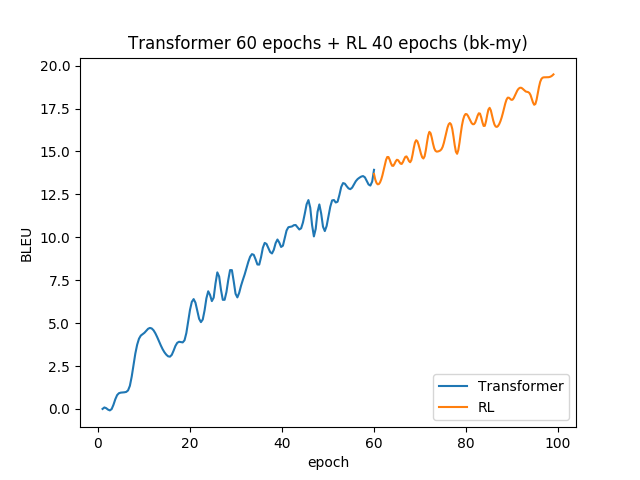 Transformer 60 epochs + RL 40 epochs (bk-my)
20.0
17.5
15.0
12.5
10.0
7.5
5.0
2.5
0.0
BLEU
Transformer
RL
0 20 40 60 80 100
epoch